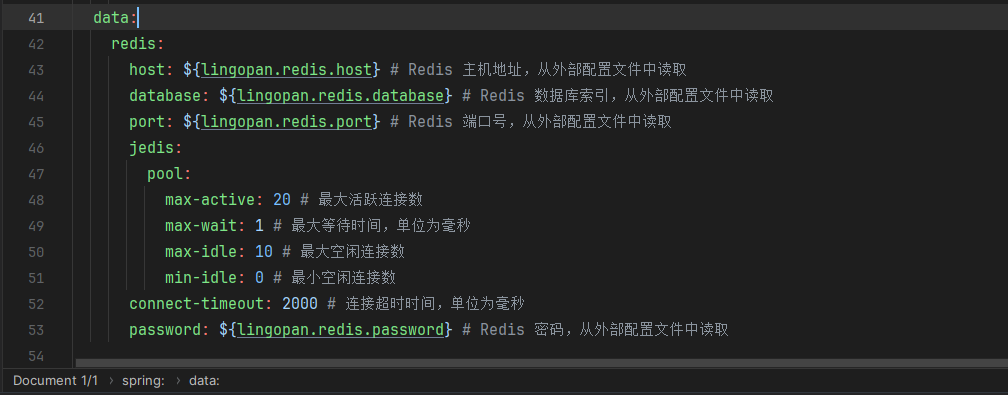 41 data:
42 redis:
43 host: ${lingopan.redis.host} # Redis 主机地址，从外部配置文件中读取
44 database: ${lingopan.redis.database} # Redis 数据库索引，从外部配置文件中读取
45 port: ${lingopan.redis.port} # Redis 端口号，从外部配置文件中读取
46 jedis:
47 pool:
48 max-active: 20 # 最大活跃连接数
49 max-wait: 1 # 最大等待时间，单位为毫秒
50 max-idle: 10 # 最大空闲连接数
51 min-idle: 0 # 最小空闲连接数
52 connect-timeout: 2000 # 连接超时时间，单位为毫秒
53 password: ${lingopan.redis.password} # Redis 密码，从外部配置文件中读取
54
Document 1/1 › spring: › data: